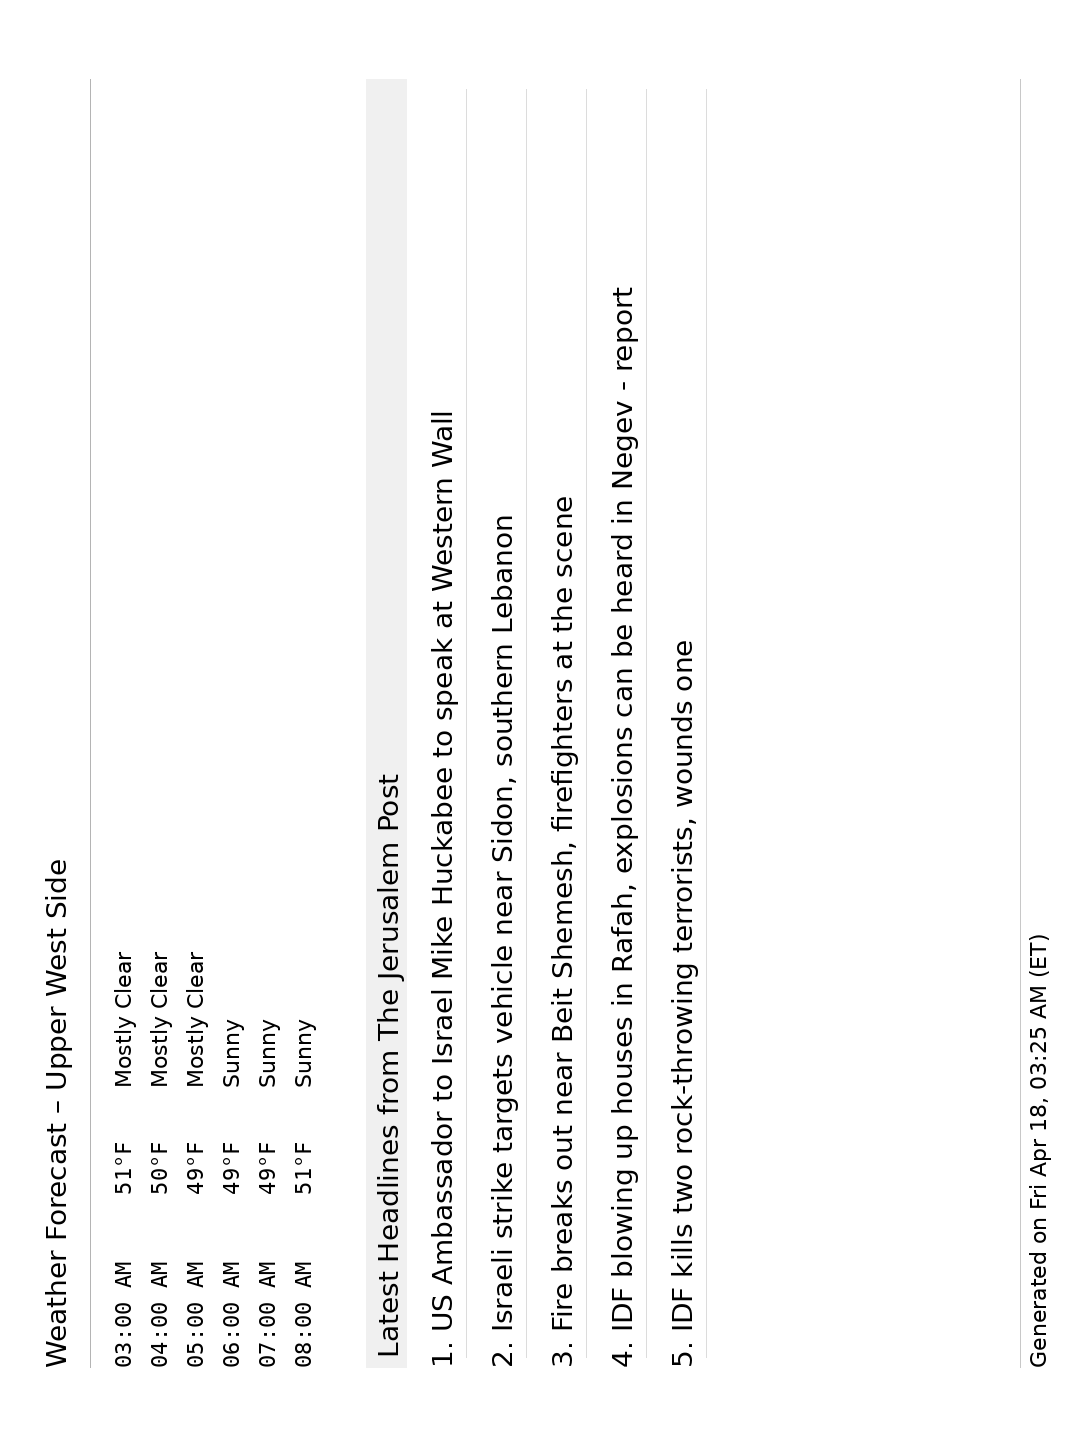 Weather Forecast – Upper West Side
03:00 AM 51°F Mostly Clear
04:00 AM 50°F Mostly Clear
05:00 AM 49°F Mostly Clear
06:00 AM 49°F Sunny
07:00 AM 49°F Sunny
08:00 AM 51°F Sunny
Latest Headlines from The Jerusalem Post
1. US Ambassador to Israel Mike Huckabee to speak at Western Wall
2. Israeli strike targets vehicle near Sidon, southern Lebanon
3. Fire breaks out near Beit Shemesh, firefighters at the scene
4. IDF blowing up houses in Rafah, explosions can be heard in Negev - report
5. IDF kills two rock-throwing terrorists, wounds one
Generated on Fri Apr 18, 03:25 AM (ET)